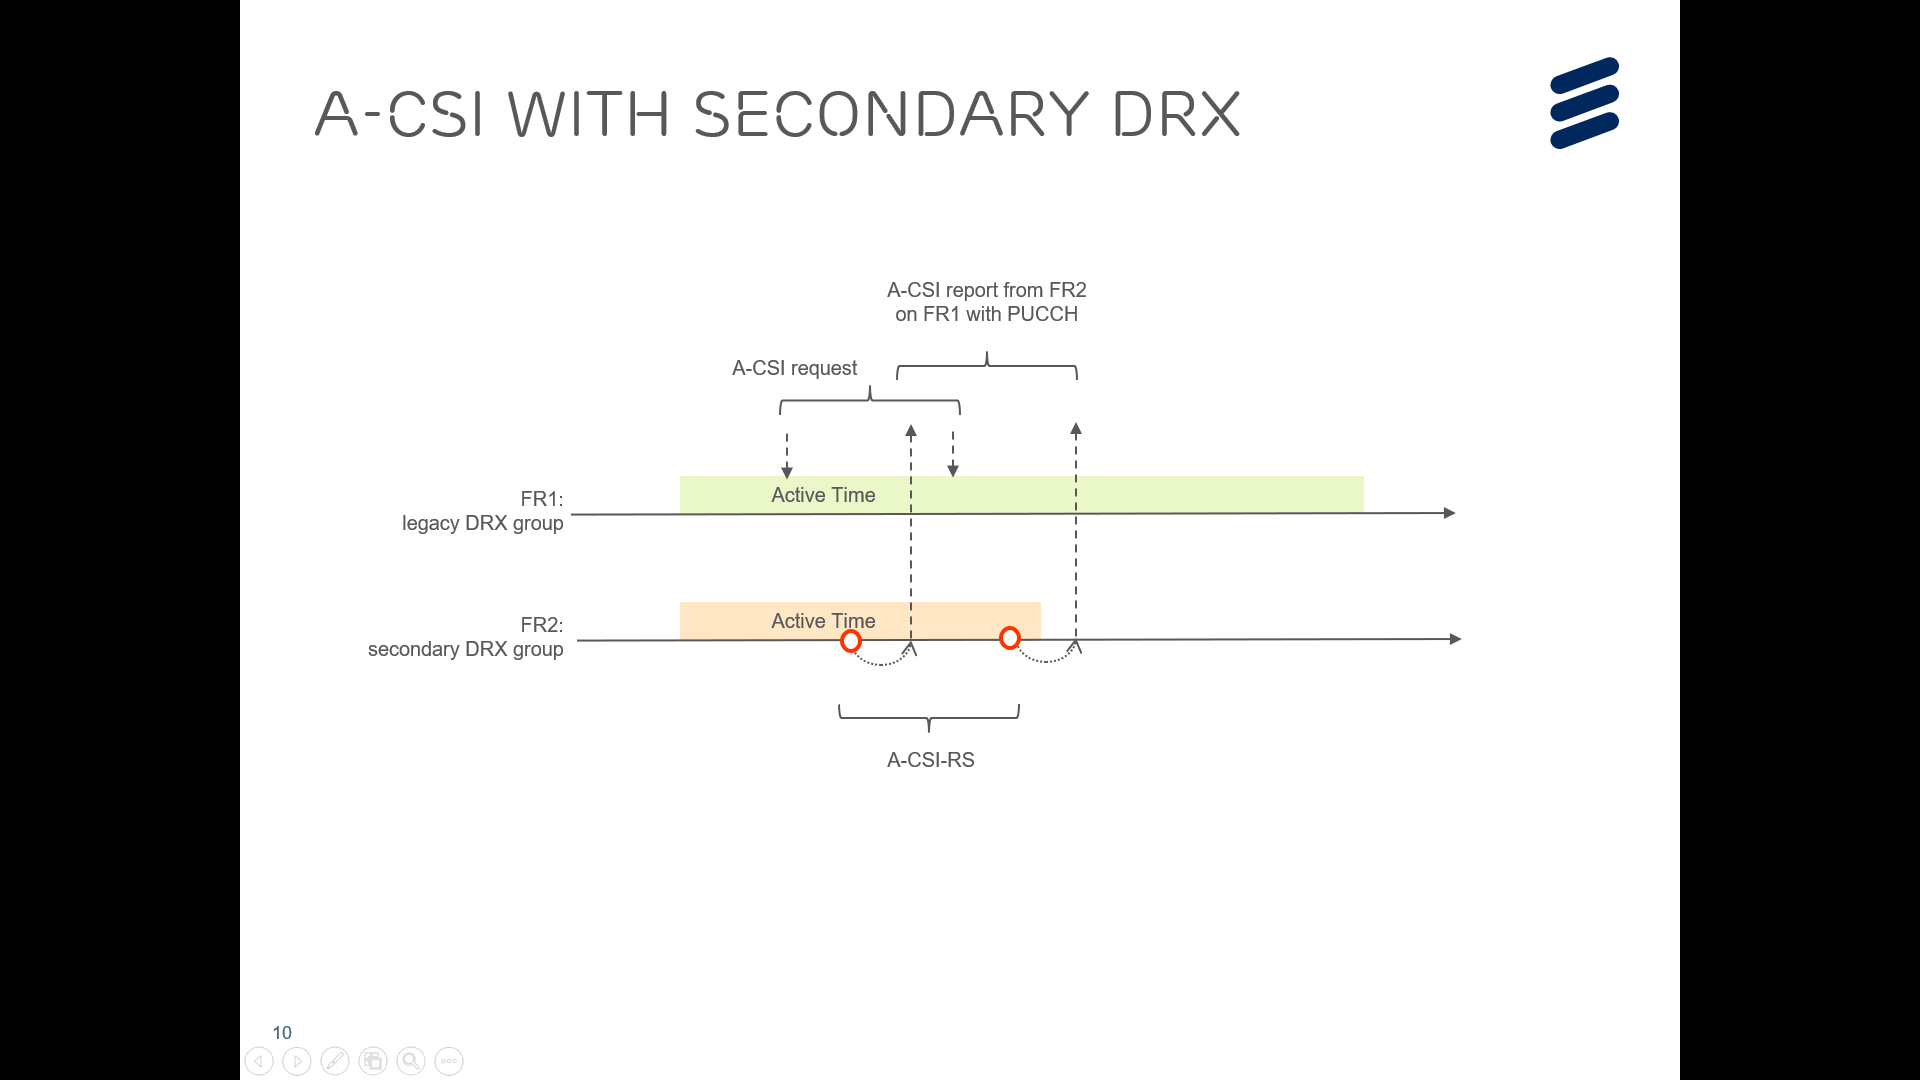 A-CSI WITH SECONDARY DRX
A-CSI report from FR2
on FR1 with PUCCH
A-CSI request
Active Time
FR1:
legacy DRX group
Active Time
FR2:
secondary DRX group
A-CSI-RS
10